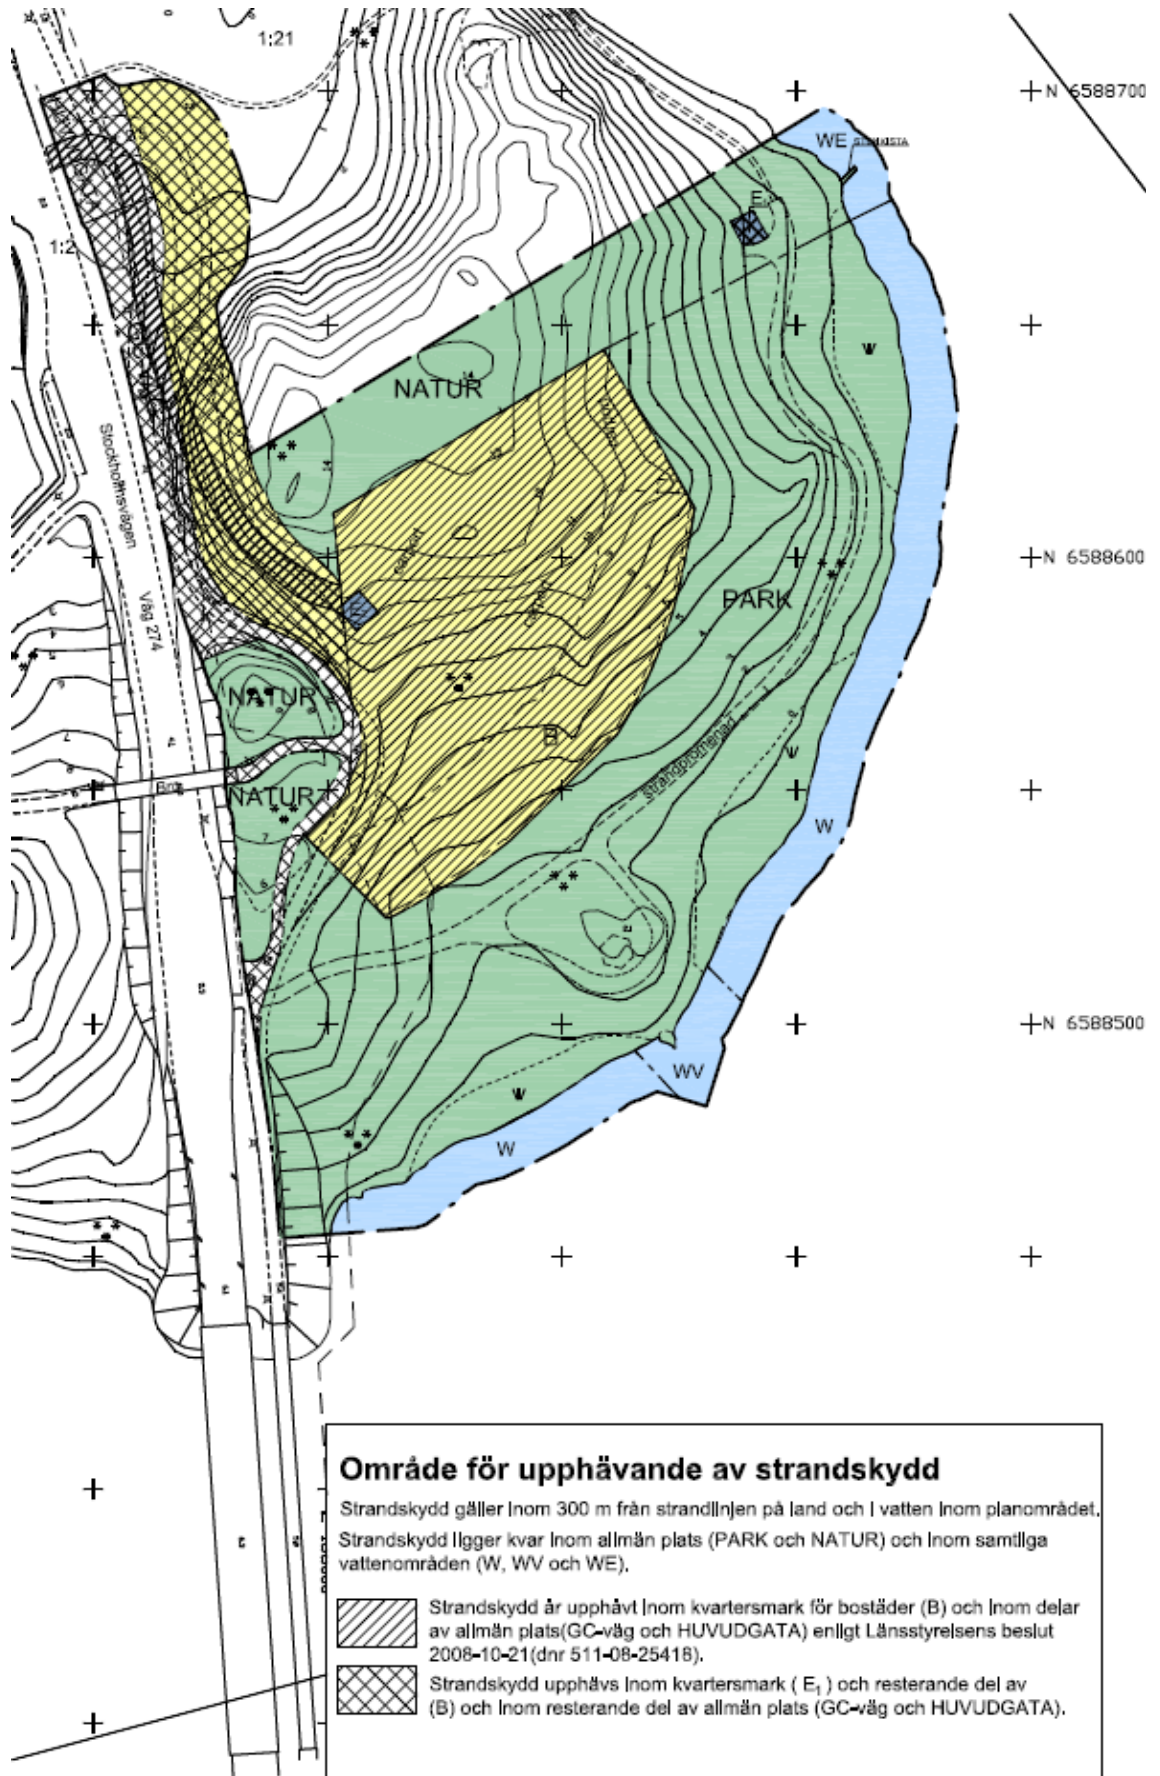 1:21
N 6588700
WE
E₁
1:2
NATUR
14
14
Stockholmsvägen
N 6588600
PARK
E₁
Väg 274
NATUR
B
NATUR
Strandpromenad
Bro
W
N 6588500
WV
W
Område för upphävande av strandskydd
Strandskydd gäller inom 300 m från strandlinjen på land och i vatten inom planområdet.
Strandskydd ligger kvar inom allmän plats (PARK och NATUR) och inom samtliga
vattenområden (W, WV och WE).
Strandskydd är upphävt inom kvartersmark för bostäder (B) och inom delar
av allmän plats(GC-väg och HUVUDGATA) enligt Länsstyrelsens beslut
2008-10-21(dnr 511-08-25416).
Strandskydd upphävs inom kvartersmark ( E₁ ) och resterande del av
(B) och inom resterande del av allmän plats (GC-väg och HUVUDGATA).